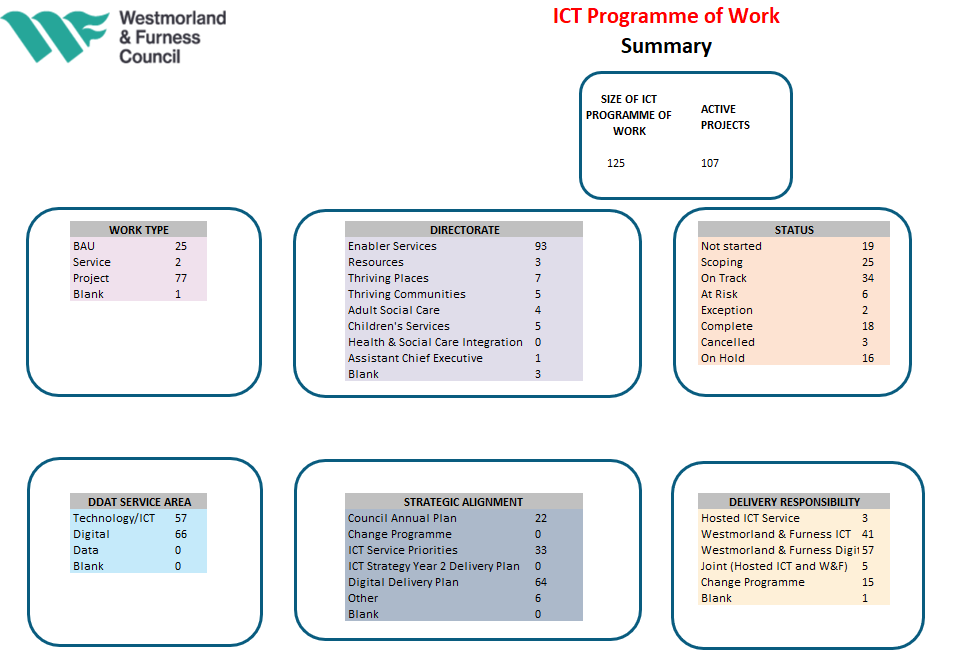 Westmorland
& Furness
Council
ICT Programme of Work
Summary
SIZE OF ICT
PROGRAMME OF
WORK
ACTIVE
PROJECTS
125 107
WORK TYPE
BAU 25
Service 2
Project 77
Blank 1
DIRECTORATE
Enabler Services 93
Resources 3
Thriving Places 7
Thriving Communities 5
Adult Social Care 4
Children's Services 5
Health & Social Care Integration 0
Assistant Chief Executive 1
Blank 3
STATUS
Not started 19
Scoping 25
On Track 34
At Risk 6
Exception 2
Complete 18
Cancelled 3
On Hold 16
DDAT SERVICE AREA
Technology/ICT 57
Digital 66
Data 0
Blank 0
STRATEGIC ALIGNMENT
Council Annual Plan 22
Change Programme 0
ICT Service Priorities 33
ICT Strategy Year 2 Delivery Plan 0
Digital Delivery Plan 64
Other 6
Blank 0
DELIVERY RESPONSIBILITY
Hosted ICT Service 3
Westmorland & Furness ICT 41
Westmorland & Furness Digit 57
Joint (Hosted ICT and W&F) 5
Change Programme 15
Blank 1